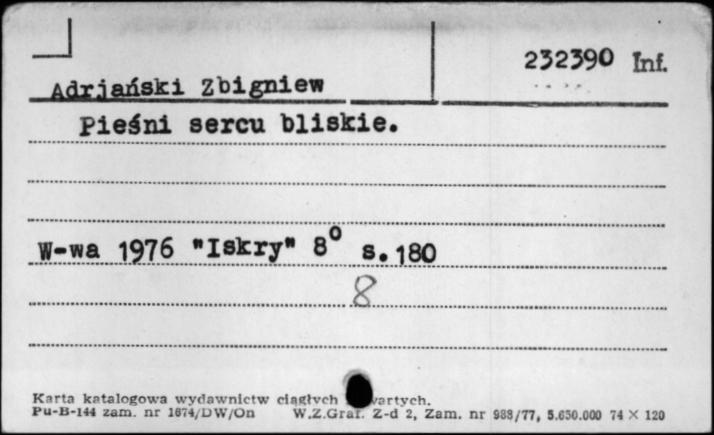 232390 Inf.
Adrjański Zbigniew
Pieśni sercu bliskie.
W-wa 1976 "Iskry" 8° s.180
8
Karta katalogowa wydawnictw ciągłych wartych.
Pu-B-144 zam. nr 1674/DW/On W.Z.Graf. Z-d 2, Zam. nr 988/77, 5.650.000 74 X 120